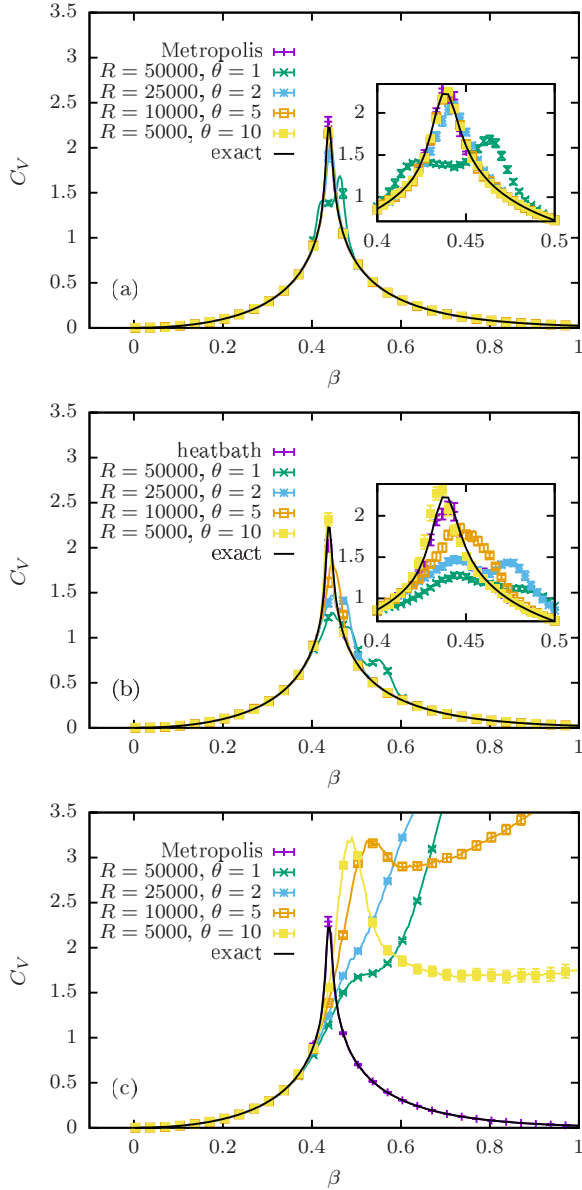 3.5
3
2.5
2
1.5
1
0.5
0
C_V
Metropolis
R = 50000, θ = 1
R = 25000, θ = 2
R = 10000, θ = 5
R = 5000, θ = 10
exact
2
1.5
1
0.4 0.45 0.5
(a)
0 0.2 0.4 0.6 0.8 1
β
3.5
3
2.5
2
1.5
1
0.5
0
C_V
heatbath
R = 50000, θ = 1
R = 25000, θ = 2
R = 10000, θ = 5
R = 5000, θ = 10
exact
2
1.5
1
0.4 0.45 0.5
(b)
0 0.2 0.4 0.6 0.8 1
β
3.5
3
2.5
2
1.5
1
0.5
0
C_V
Metropolis
R = 50000, θ = 1
R = 25000, θ = 2
R = 10000, θ = 5
R = 5000, θ = 10
exact
(c)
0 0.2 0.4 0.6 0.8 1
β